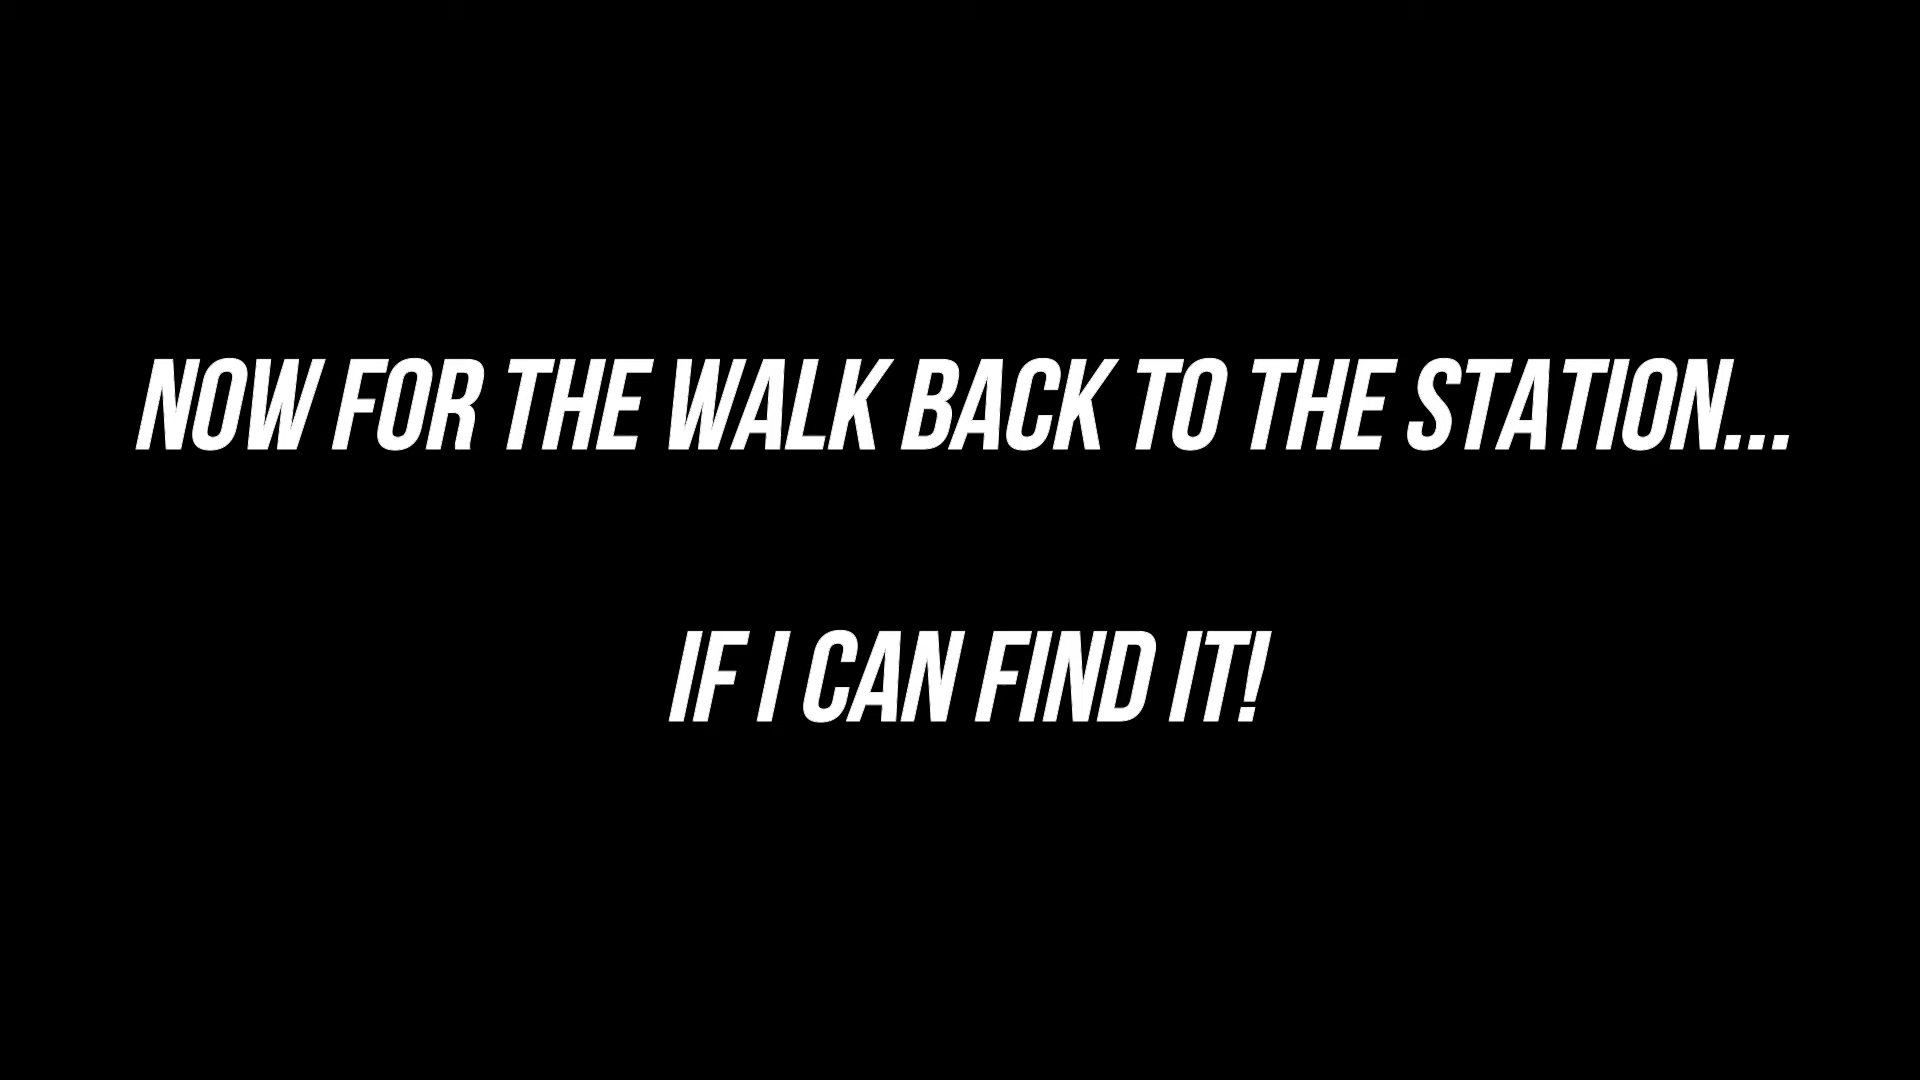 NOW FOR THE WALK BACK TO THE STATION...
IF I CAN FIND IT!